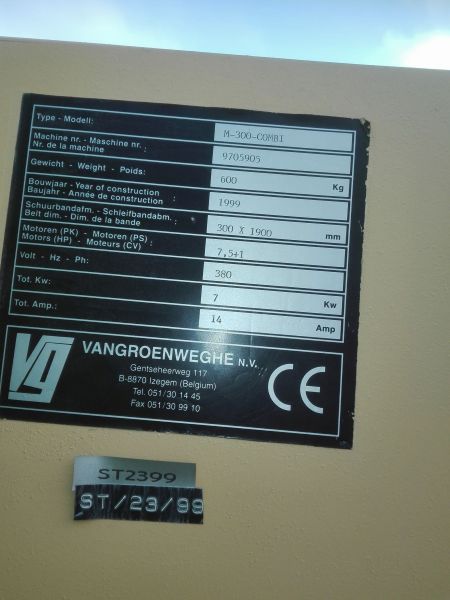 Type - Modell: M-300-COMBI
Machine nr. - Maschine nr. : 9705905
Nr. de la machine
Gewicht - Weight - Poids: 600 Kg
Bouwjaar - Year of construction : 1999
Baujahr - Année de construction
Schuurbandafm. - Schleifbandabm. : 300 X 1900 mm
Belt dim. - Dim. de la bande
Motoren (PK) - Motoren (PS) : 7,5+1
Motors (HP) - Moteurs (CV)
Volt - Hz - Ph: 380
Tot. Kw: 7 Kw
Tot. Amp.: 14 Amp
Vg VANGROENWEGHE N.V.
Gentseheerweg 117
B-8870 Izegem (Belgium)
Tel. 051/30 14 45
Fax 051/30 99 10
CE
ST2399
ST/23/99